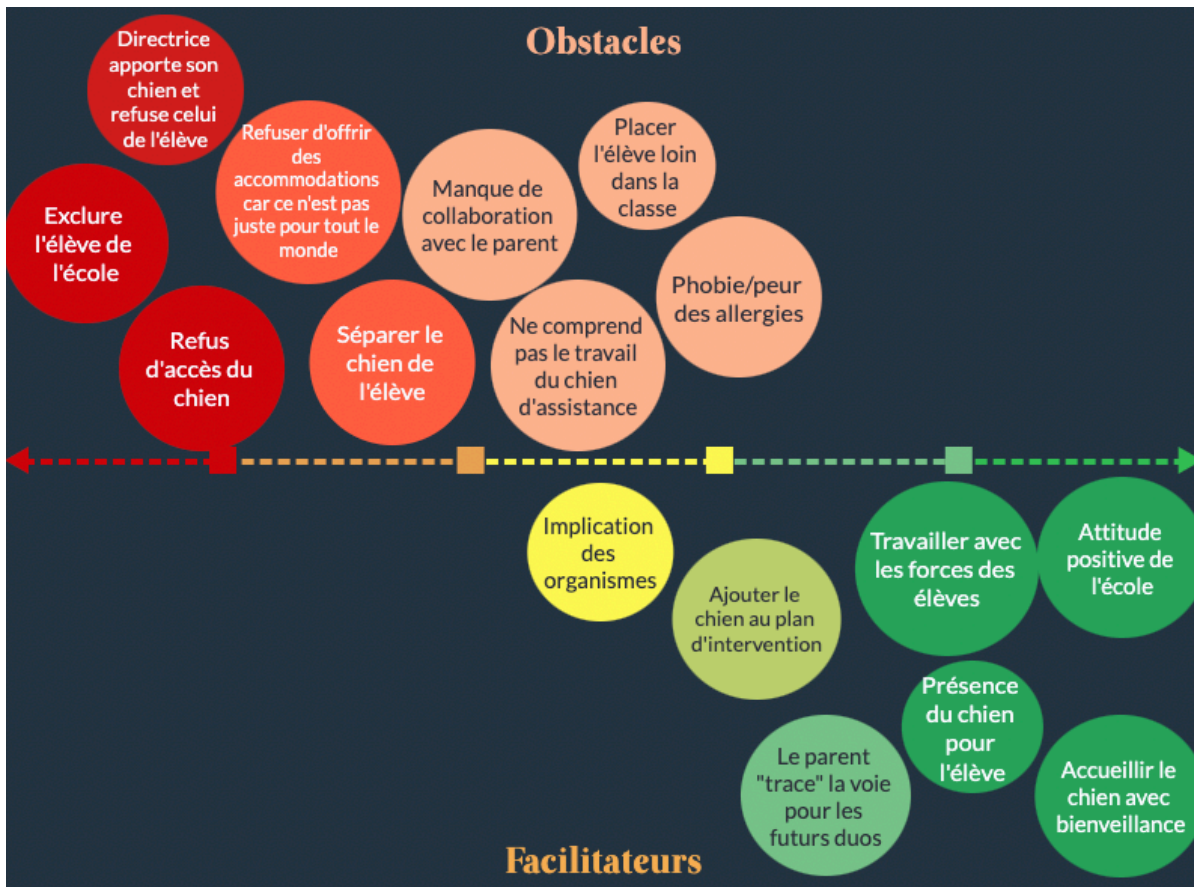 Obstacles
Directrice
apporte son
chien et
refuse celui
de l'élève
Exclure
l'élève de
l'école
Refus
d'accès du
chien
Refuser d'offrir
des
accommodations
car ce n'est pas
juste pour tout le
monde
Séparer le
chien de
l'élève
Manque de
collaboration
avec le parent
Ne comprend
pas le travail
du chien
d'assistance
Placer
l'élève loin
dans la
classe
Phobie/peur
des allergies
Implication
des
organismes
Ajouter le
chien au plan
d'intervention
Le parent
"trace" la voie
pour les
futurs duos
Travailler avec
les forces des
élèves
Présence
du chien
pour
l'élève
Attitude
positive de
l'école
Accueillir le
chien avec
bienveillance
Facilitateurs